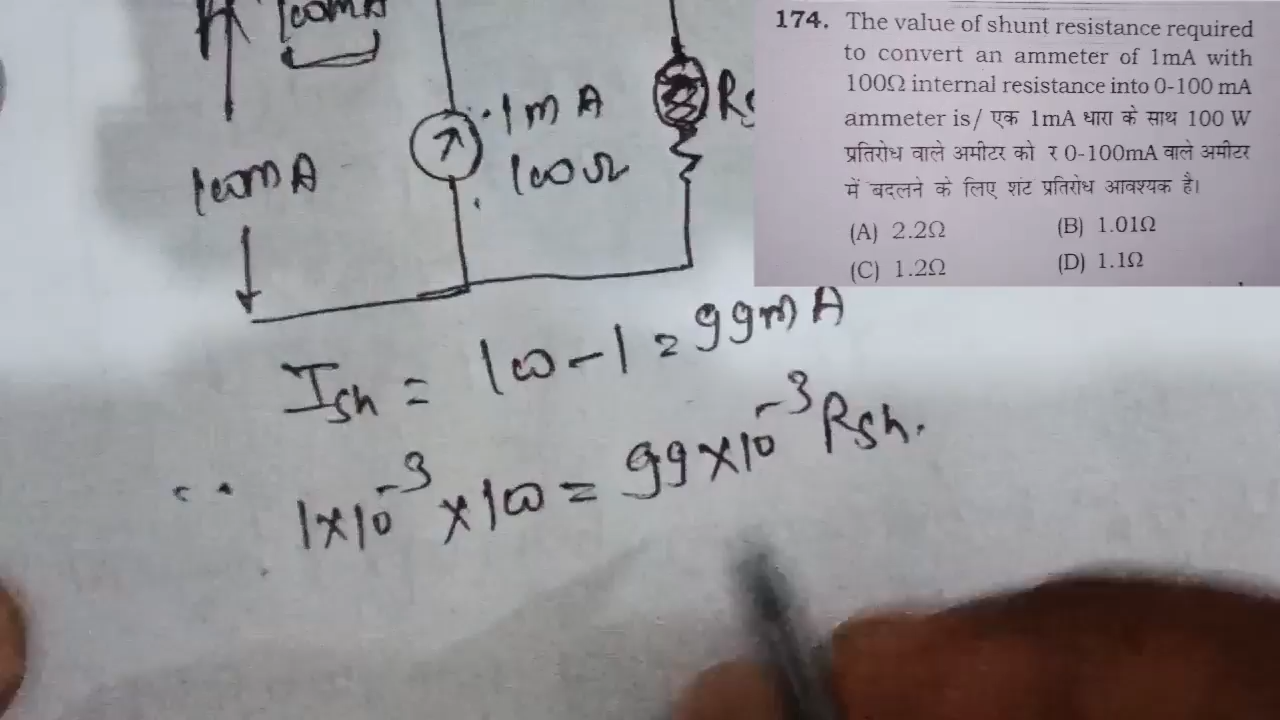 100mA
174. The value of shunt resistance required
to convert an ammeter of 1mA with
100Ω internal resistance into 0-100 mA
ammeter is/ एक 1mA धारा के साथ 100 W
प्रतिरोध वाले अमीटर को र 0-100mA वाले अमीटर
में बदलने के लिए शंट प्रतिरोध आवश्यक है।
(A) 2.2Ω (B) 1.01Ω
(C) 1.2Ω (D) 1.1Ω
1mA
100Ω
100mA
Ish = 100-1 = 99mA
1×10^-3 ×100 = 99×10^-3 Rsh.